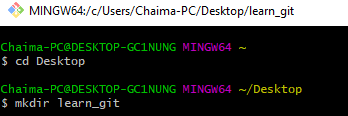 MINGW64:/c/Users/Chaima-PC/Desktop/learn_git
Chaima-PC@DESKTOP-GC1NUNG MINGW64 ~
$ cd Desktop
Chaima-PC@DESKTOP-GC1NUNG MINGW64 ~/Desktop
$ mkdir learn_git